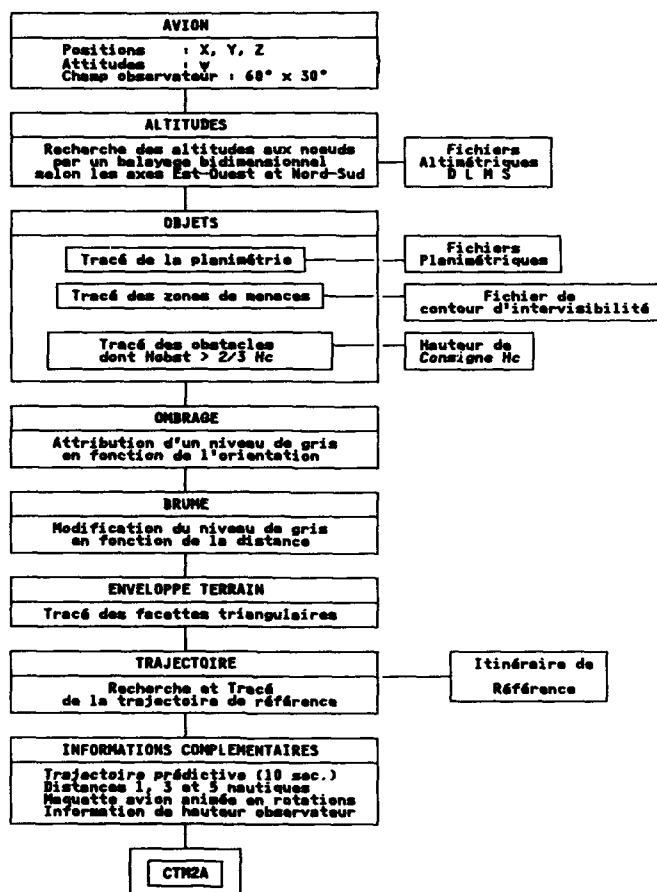 AVION
Positions : X, Y, Z
Attitudes : ψ
Champ observateur : 60° x 30°
ALTITUDES
Recherche des altitudes aux noeuds
par un balayage bidimensionnel
selon les axes Est-Ouest et Nord-Sud
Fichiers
Altimétriques
D L M S
OBJETS
Tracé de la planimétrie
Fichiers
Planimétriques
Tracé des zones de menaces
Fichier de
contour d'intervisibilité
Tracé des obstacles
dont Hobst > 2/3 Hc
Hauteur de
Consigne Hc
OMBRAGE
Attribution d'un niveau de gris
en fonction de l'orientation
BRUME
Modification du niveau de gris
en fonction de la distance
ENVELOPPE TERRAIN
Tracé des facettes triangulaires
TRAJECTOIRE
Recherche et Tracé
de la trajectoire de référence
Itinéraire de
Référence
INFORMATIONS COMPLEMENTAIRES
Trajectoire prédictive (10 sec.)
Distances 1, 3 et 5 nautiques
Maquette avion animée en rotations
Information de hauteur observateur
CTM2A